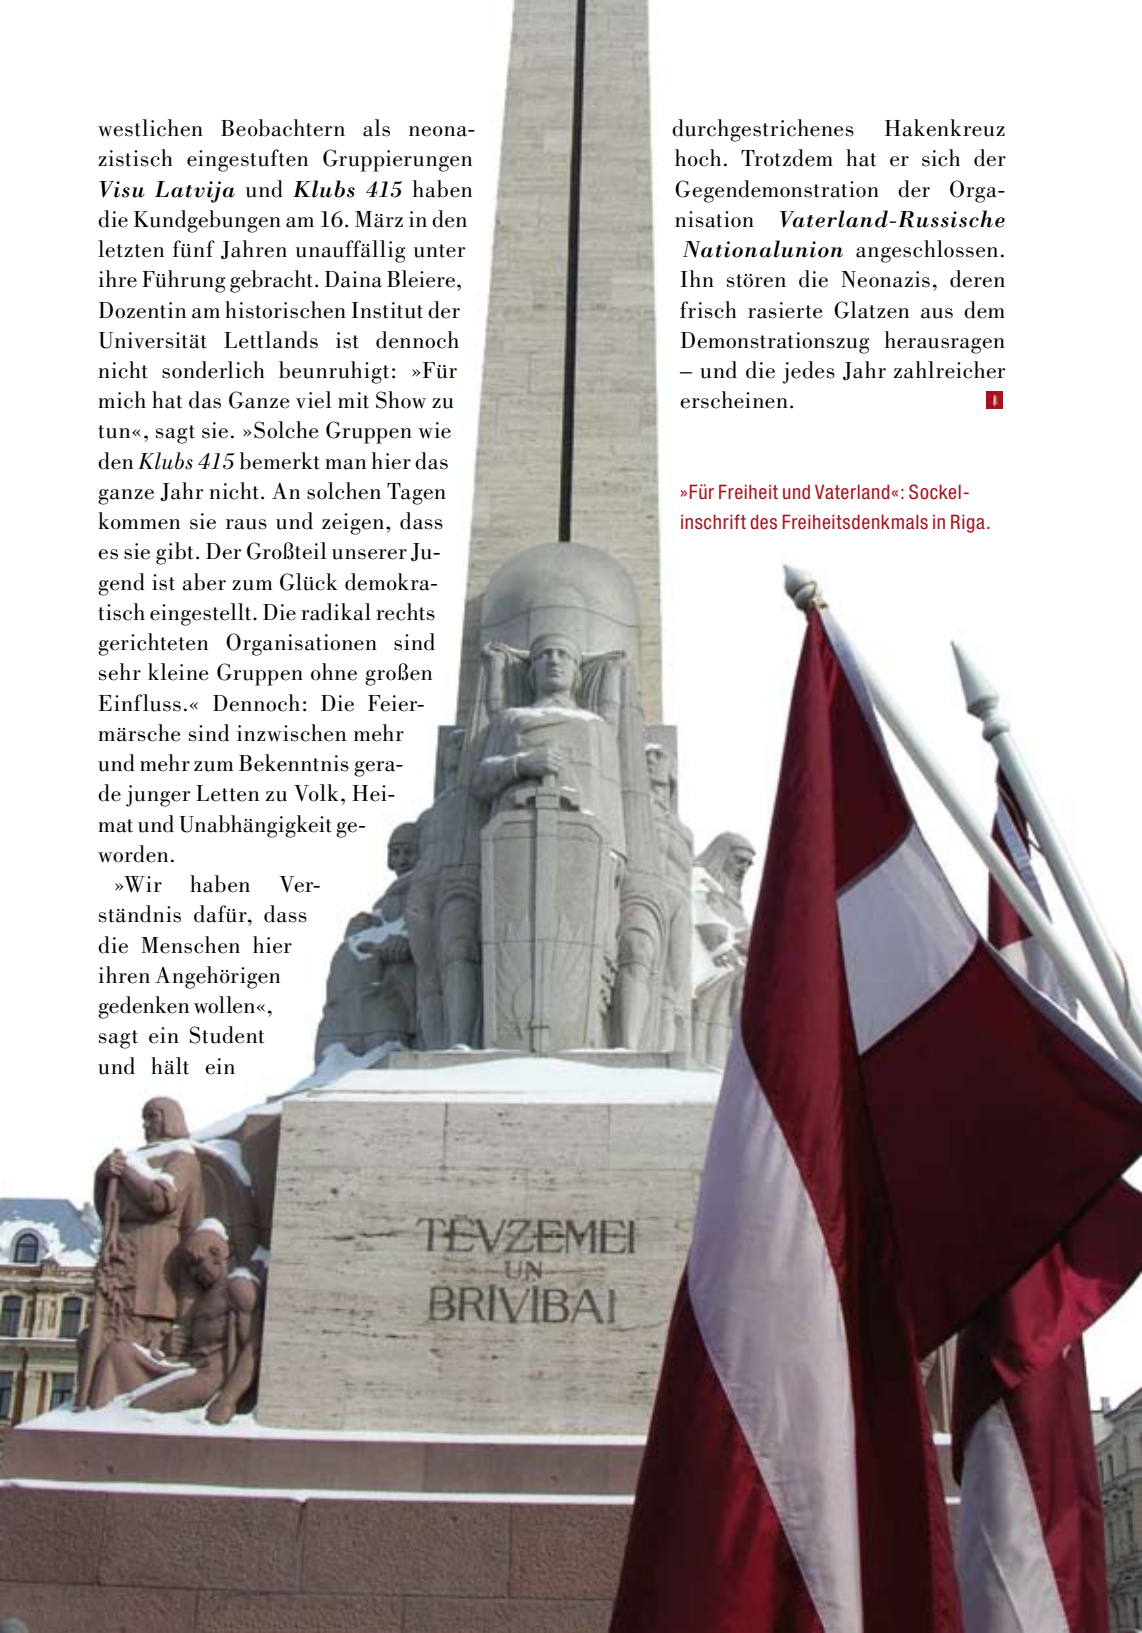 westlichen Beobachtern als neona-
zistisch eingestuften Gruppierungen
Visu Latvija und Klubs 415 haben
die Kundgebungen am 16. März in den
letzten fünf Jahren unauffällig unter
ihre Führung gebracht. Daina Bleiere,
Dozentin am historischen Institut der
Universität Lettlands ist dennoch
nicht sonderlich beunruhigt: »Für
mich hat das Ganze viel mit Show zu
tun«, sagt sie. »Solche Gruppen wie
den Klubs 415 bemerkt man hier das
ganze Jahr nicht. An solchen Tagen
kommen sie raus und zeigen, dass
es sie gibt. Der Großteil unserer Ju-
gend ist aber zum Glück demokra-
tisch eingestellt. Die radikal rechts
gerichteten Organisationen sind
sehr kleine Gruppen ohne großen
Einfluss.« Dennoch: Die Feier-
märsche sind inzwischen mehr
und mehr zum Bekenntnis gera-
de junger Letten zu Volk, Hei-
mat und Unabhängigkeit ge-
worden.
»Wir haben Ver-
ständnis dafür, dass
die Menschen hier
ihren Angehörigen
gedenken wollen«,
sagt ein Student
und hält ein
durchgestrichenes Hakenkreuz
hoch. Trotzdem hat er sich der
Gegendemonstration der Orga-
nisation Vaterland-Russische
Nationalunion angeschlossen.
Ihn stören die Neonazis, deren
frisch rasierte Glatzen aus dem
Demonstrationszug herausragen
– und die jedes Jahr zahlreicher
erscheinen.
»Für Freiheit und Vaterland«: Sockel-
inschrift des Freiheitsdenkmals in Riga.
TĒVZEMEI
UN
BRĪVĪBAI